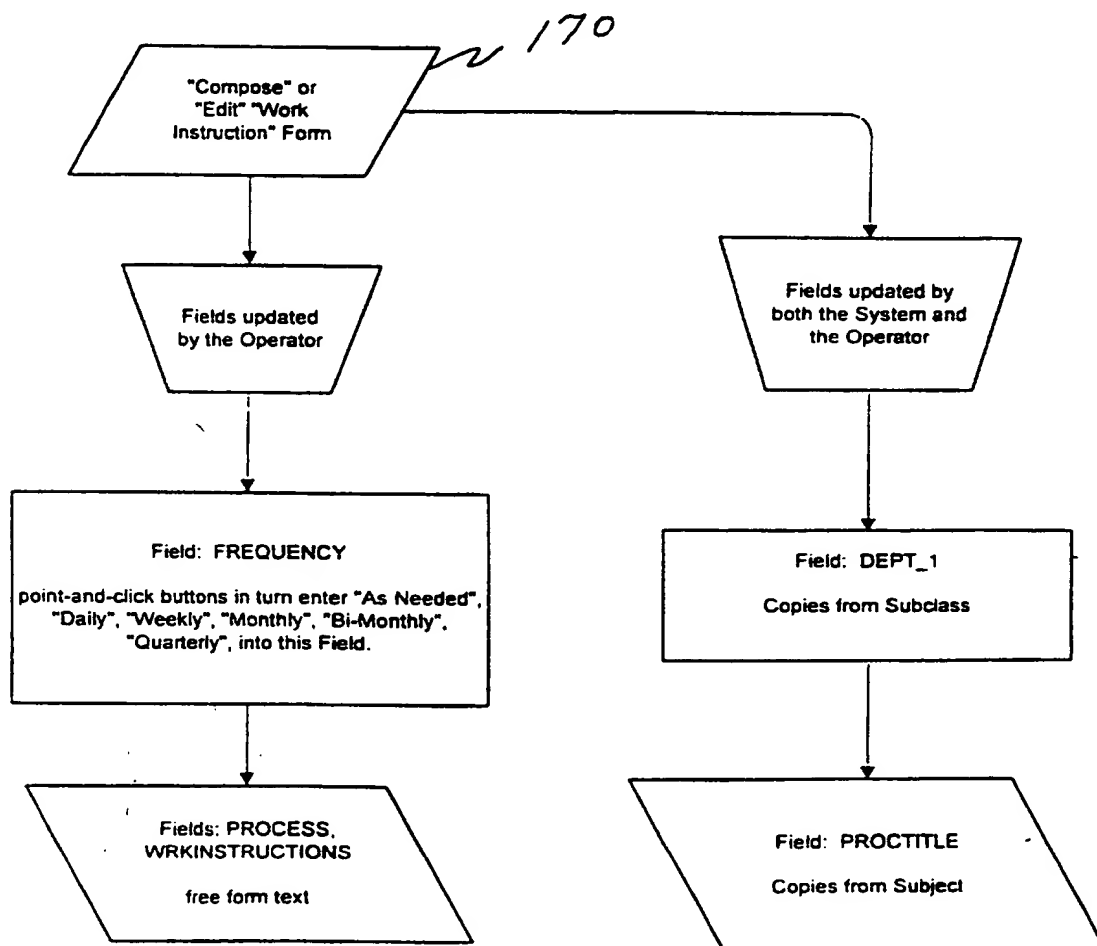 170
"Compose" or
"Edit" "Work
Instruction" Form
Fields updated
by the Operator
Fields updated by
both the System and
the Operator
Field: FREQUENCY
point-and-click buttons in turn enter "As Needed",
"Daily", "Weekly", "Monthly", "Bi-Monthly",
"Quarterly", into this Field.
Field: DEPT_1
Copies from Subclass
Fields: PROCESS,
WRKINSTRUCTIONS
free form text
Field: PROCTITLE
Copies from Subject